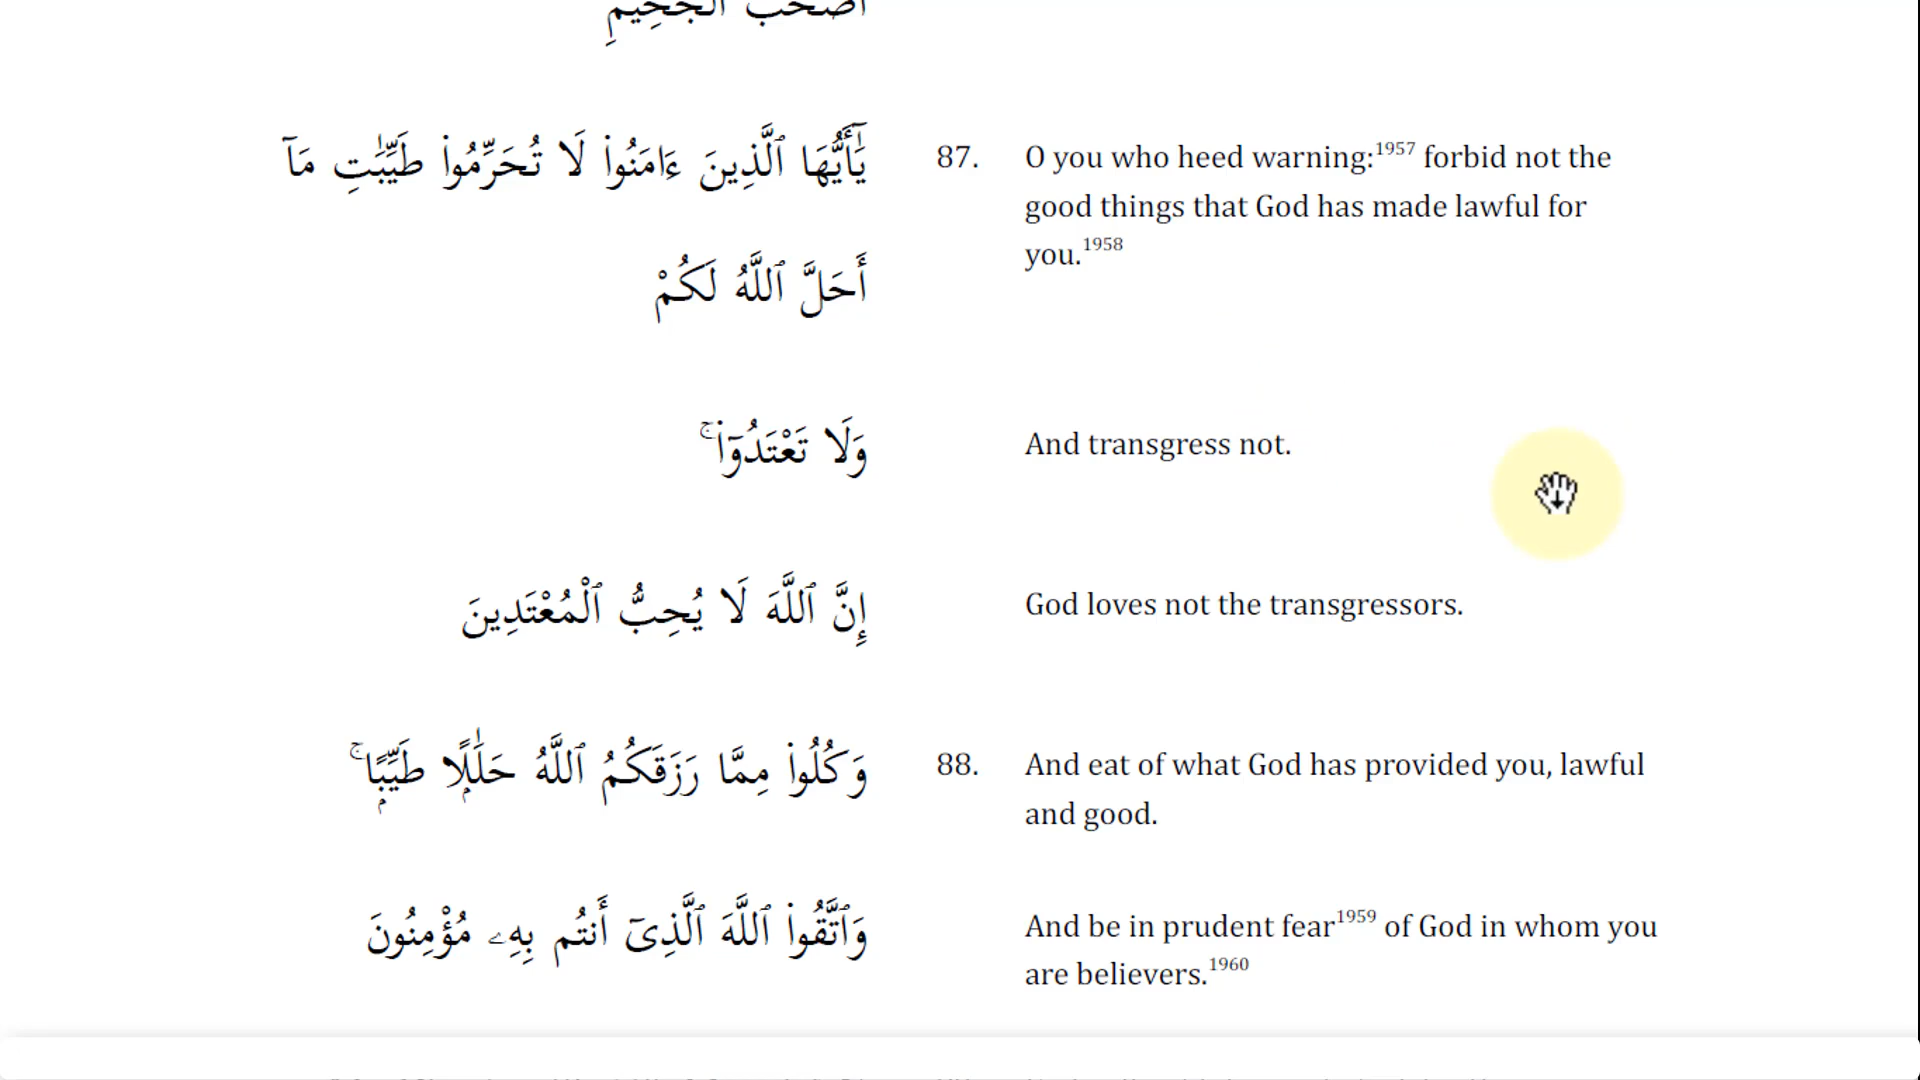 أصحب الجحيم
يَٰٓأَيُّهَا ٱلَّذِينَ ءَامَنُوا۟ لَا تُحَرِّمُوا۟ طَيِّبَٰتِ مَآ
87. O you who heed warning:1957 forbid not the
good things that God has made lawful for
you.1958
أَحَلَّ ٱللَّهُ لَكُمْ
وَلَا تَعْتَدُوٓا۟ ۚ
And transgress not.
إِنَّ ٱللَّهَ لَا يُحِبُّ ٱلْمُعْتَدِينَ
God loves not the transgressors.
وَكُلُوا۟ مِمَّا رَزَقَكُمُ ٱللَّهُ حَلَٰلًۭا طَيِّبًۭا ۚ
88. And eat of what God has provided you, lawful
and good.
وَٱتَّقُوا۟ ٱللَّهَ ٱلَّذِىٓ أَنتُم بِهِۦ مُؤْمِنُونَ
And be in prudent fear1959 of God in whom you
are believers.1960